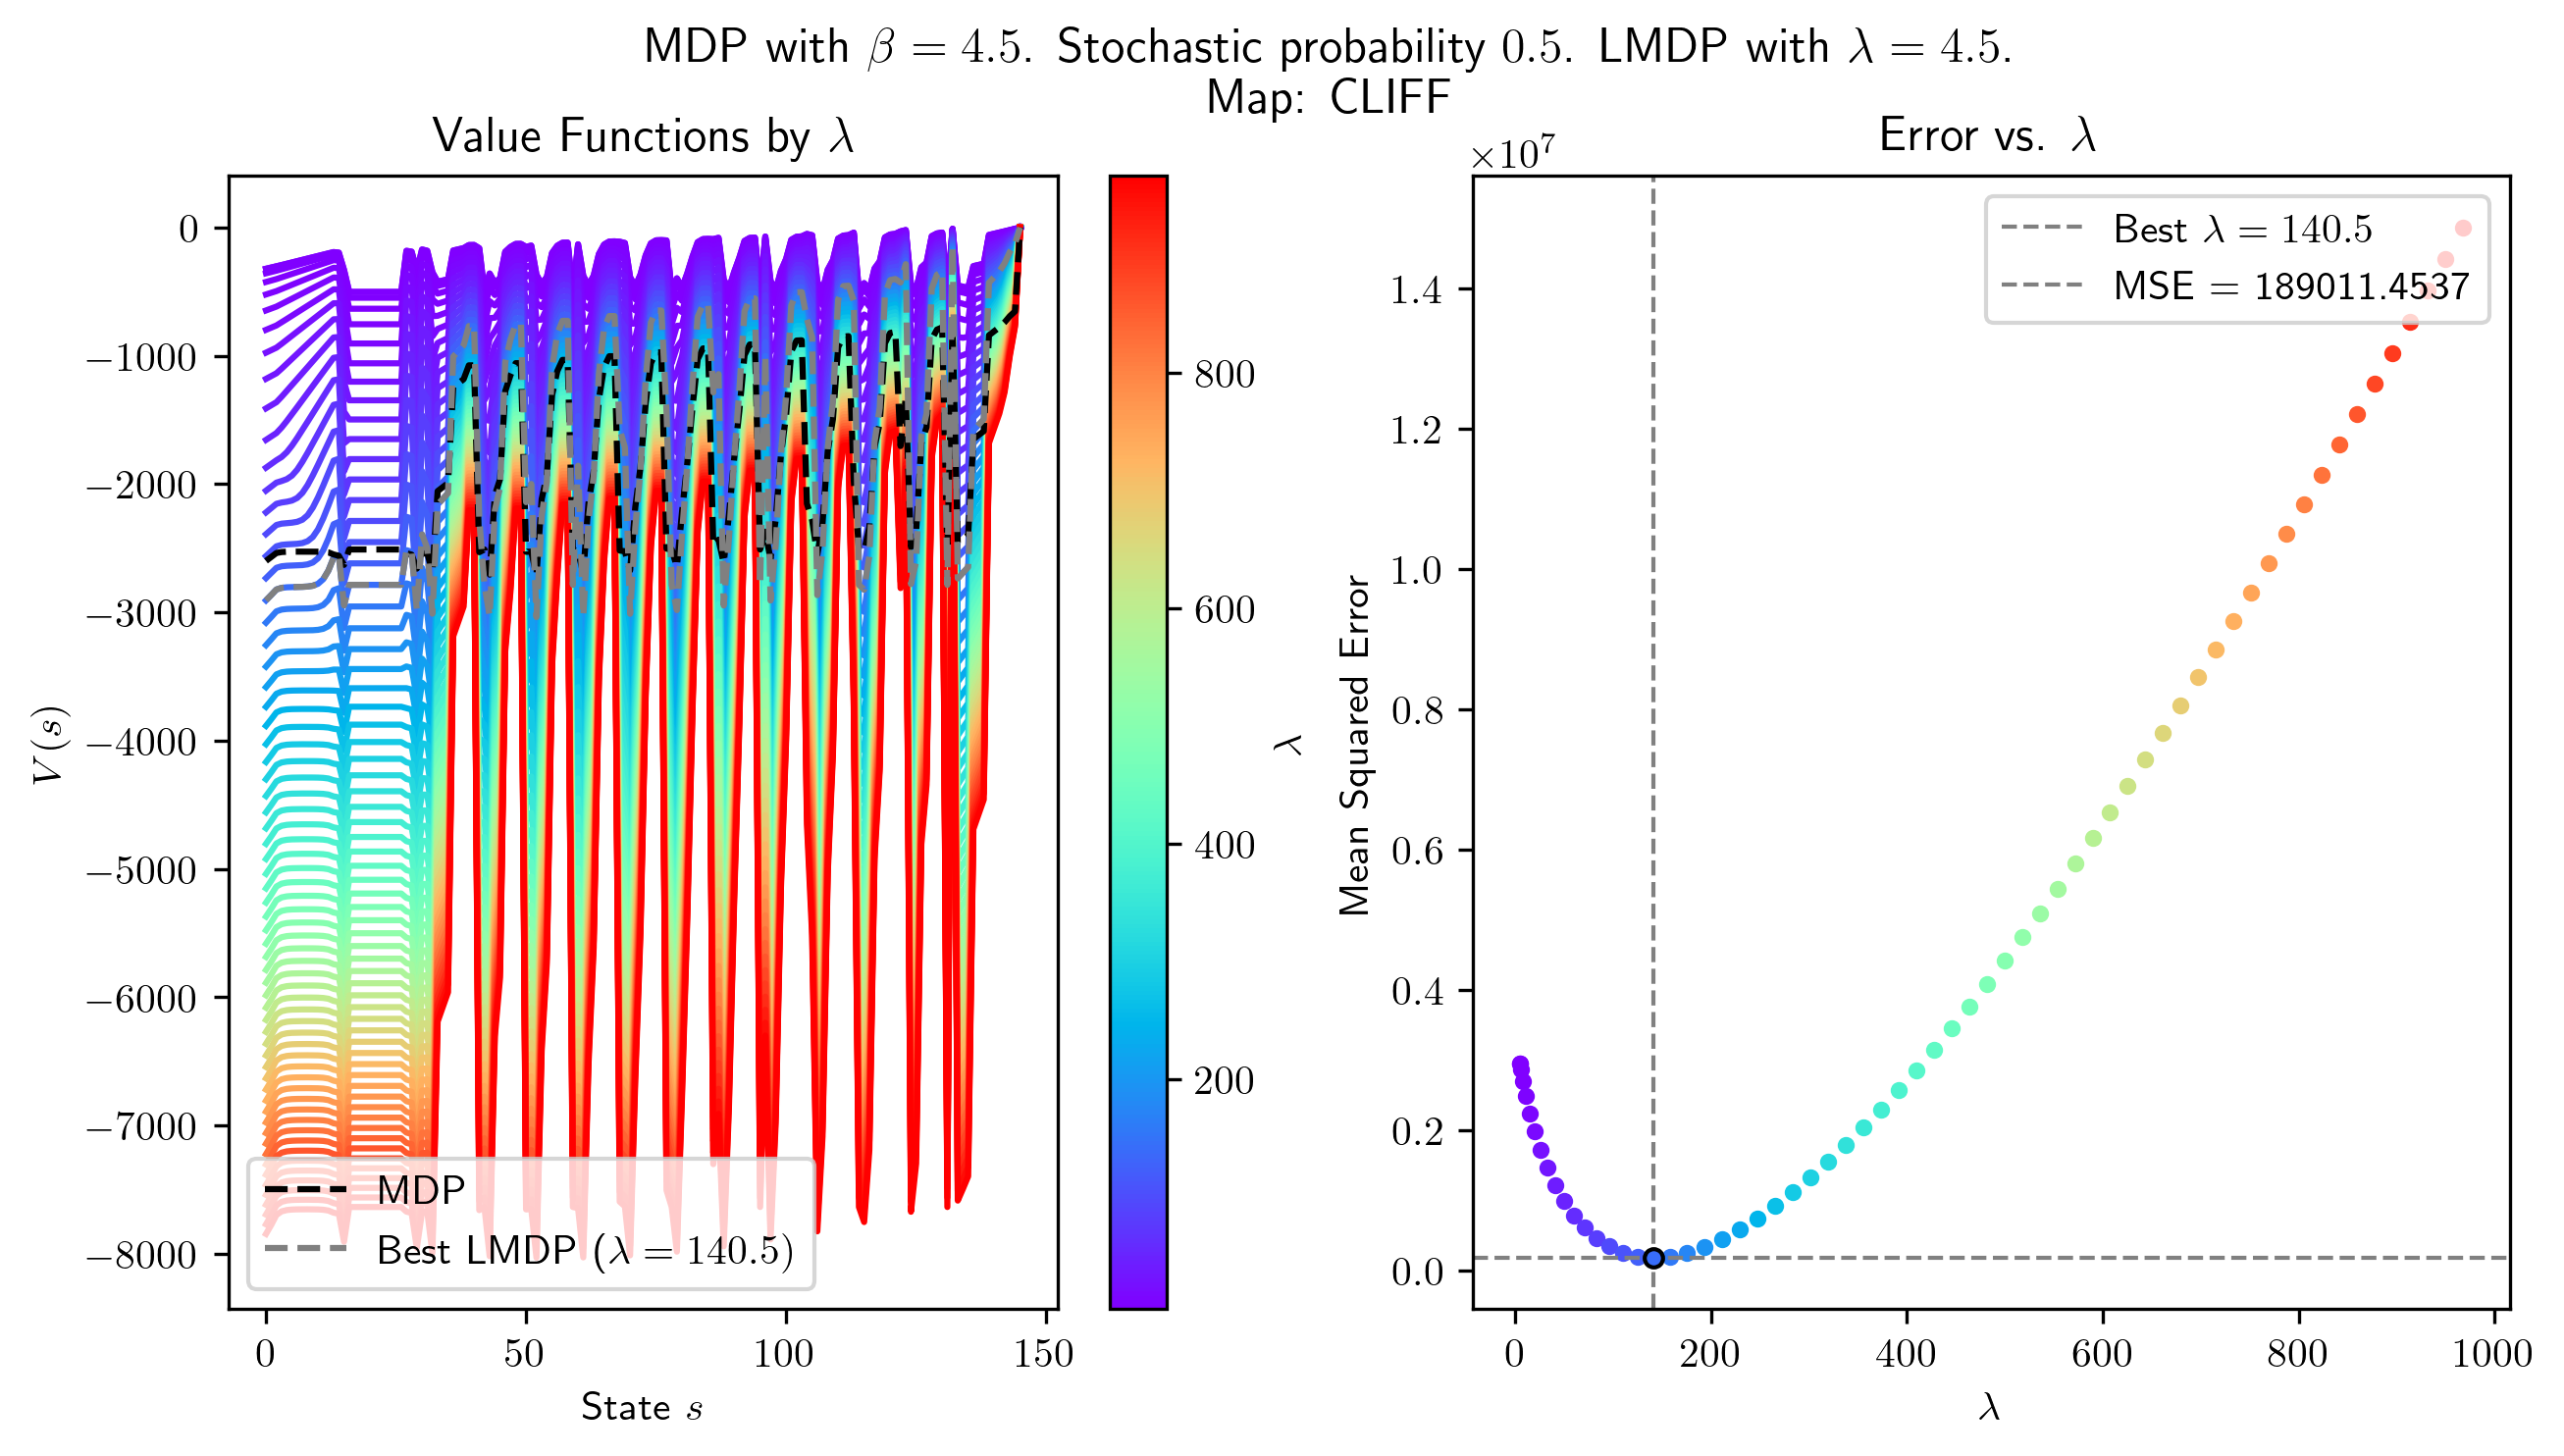 MDP with β = 4.5. Stochastic probability 0.5. LMDP with λ = 4.5.
Map: CLIFF
Value Functions by λ
0
−1000
−2000
−3000
−4000
−5000
−6000
−7000
−8000
V(s)
MDP
Best LMDP (λ = 140.5)
0
50
100
150
State s
800
600
400
200
λ
Error vs. λ
×10⁷
Best λ = 140.5
MSE = 189011.4537
1.4
1.2
1.0
0.8
0.6
0.4
0.2
0.0
Mean Squared Error
0
200
400
600
800
1000
λ